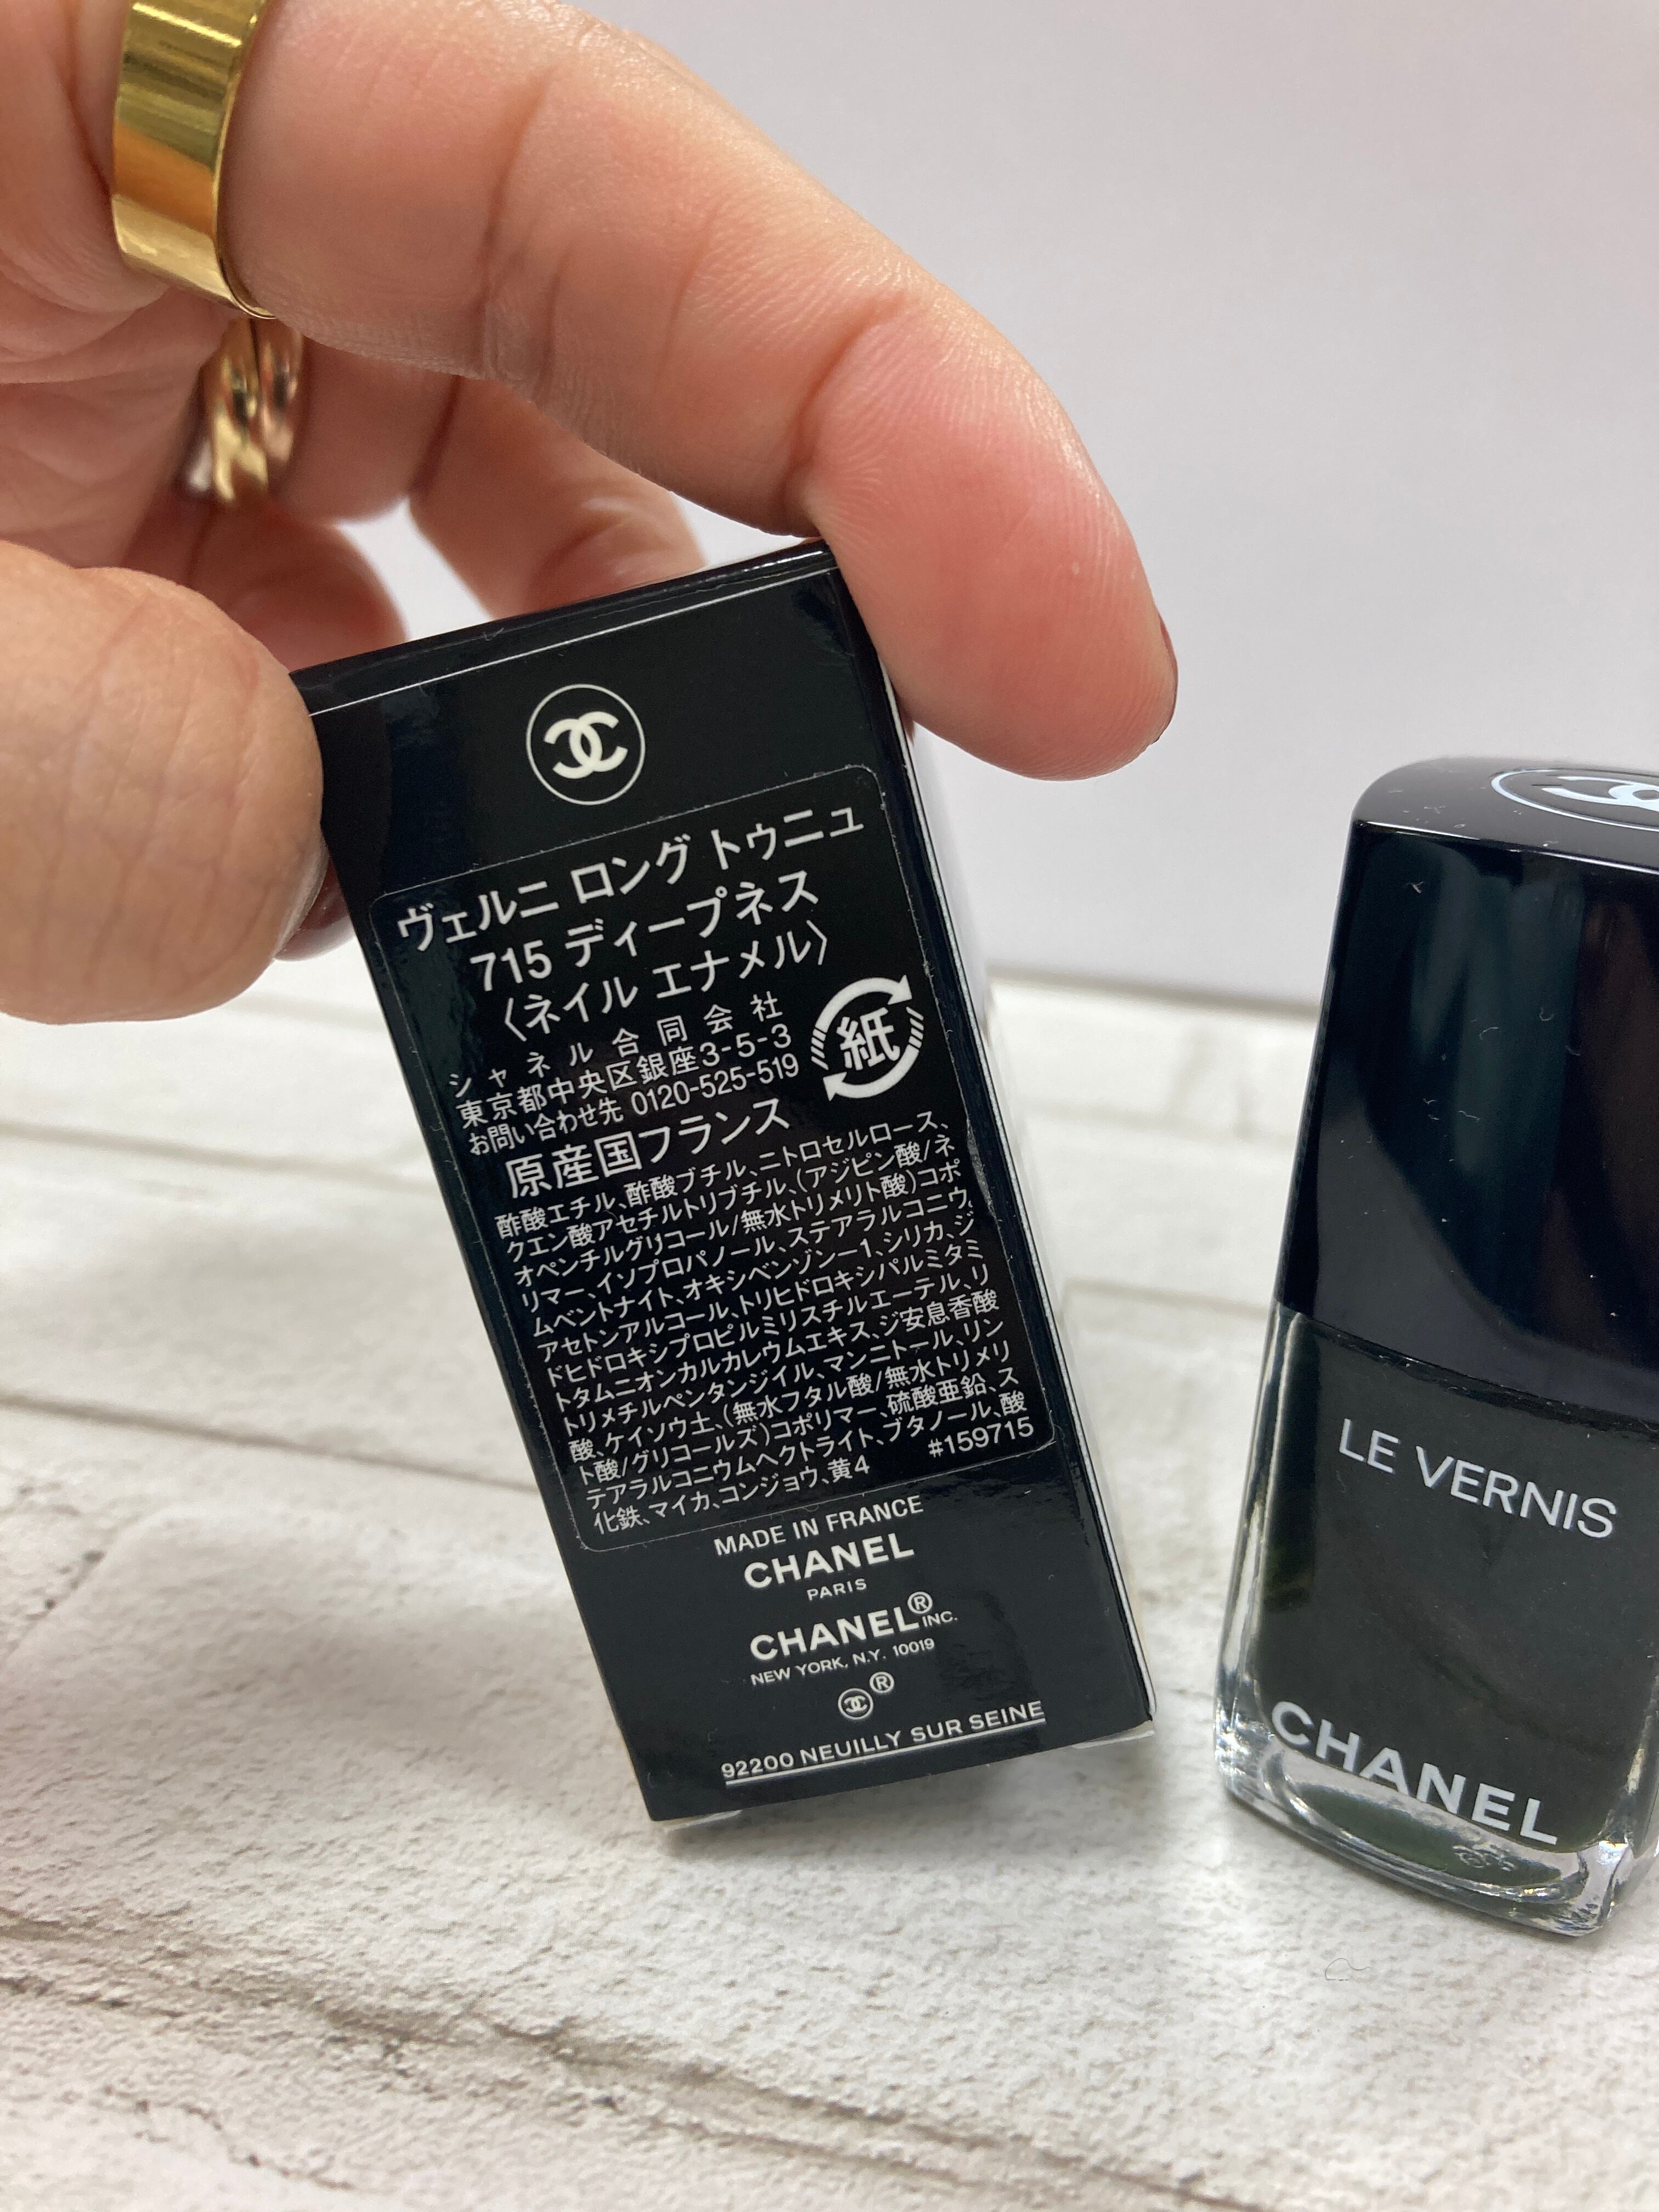 ヴェルニ ロング トゥニュ
715 ディープネス
〈ネイル エナメル〉
シャネル合同会社
東京都中央区銀座3-5-3
お問い合わせ先 0120-525-519
紙
原産国フランス
酢酸エチル、酢酸ブチル、ニトロセルロース、
クエン酸アセチルトリブチル、(アジピン酸/ネ
オペンチルグリコール/無水トリメリト酸)コポ
リマー、イソプロパノール、ステアラルコニウ
ムベントナイト、オキシベンゾン-1、シリカ、ジ
アセトンアルコール、トリヒドロキシパルミタミ
ドヒドロキシプロピルミリスチルエーテル、リ
トタムニオンカルカレウムエキス、ジ安息香酸
トリメチルペンタンジイル、マンニトール、リン
酸、ケイソウ土、(無水フタル酸/無水トリメリ
ト酸/グリコールズ)コポリマー、硫酸亜鉛、ス
テアラルコニウムヘクトライト、ブタノール、酸
化鉄、マイカ、コンジョウ、黄4
#159715
MADE IN FRANCE
CHANEL
PARIS
CHANEL® INC.
NEW YORK, N.Y. 10019
®
92200 NEUILLY SUR SEINE
LE VERNIS
CHANEL